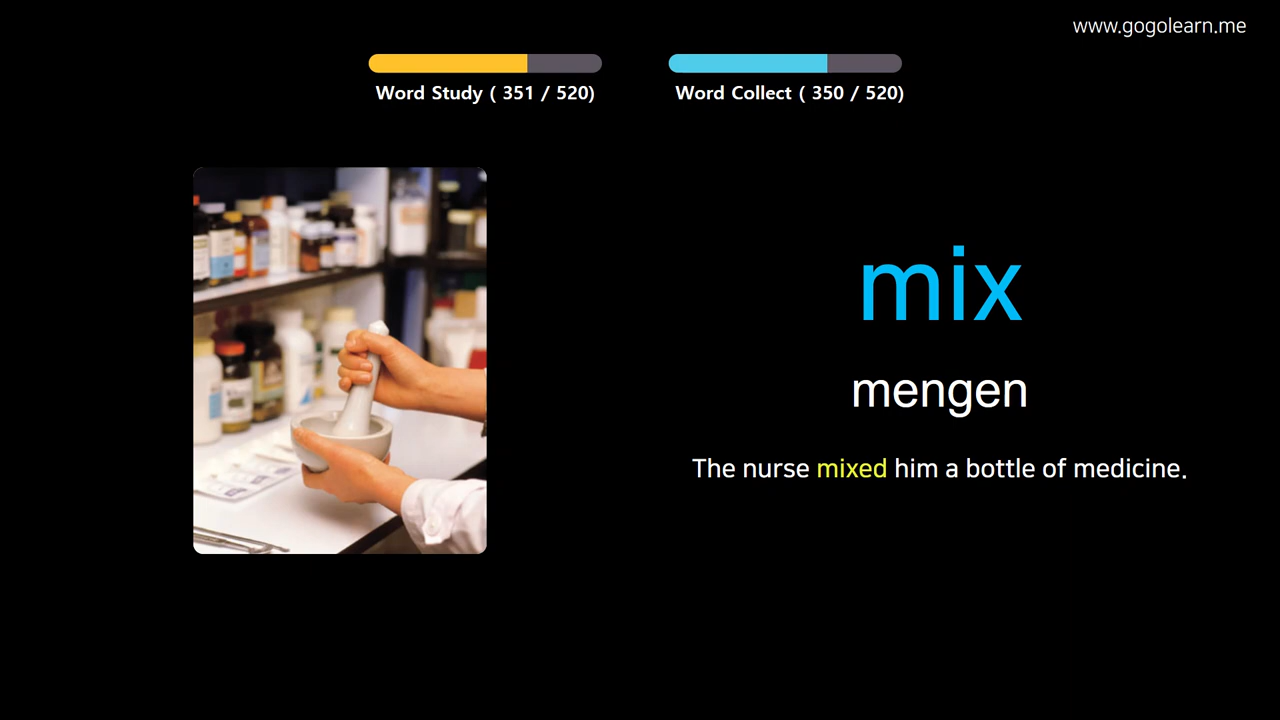 www.gogolearn.me
Word Study ( 351 / 520)
Word Collect ( 350 / 520)
mix
mengen
The nurse mixed him a bottle of medicine.